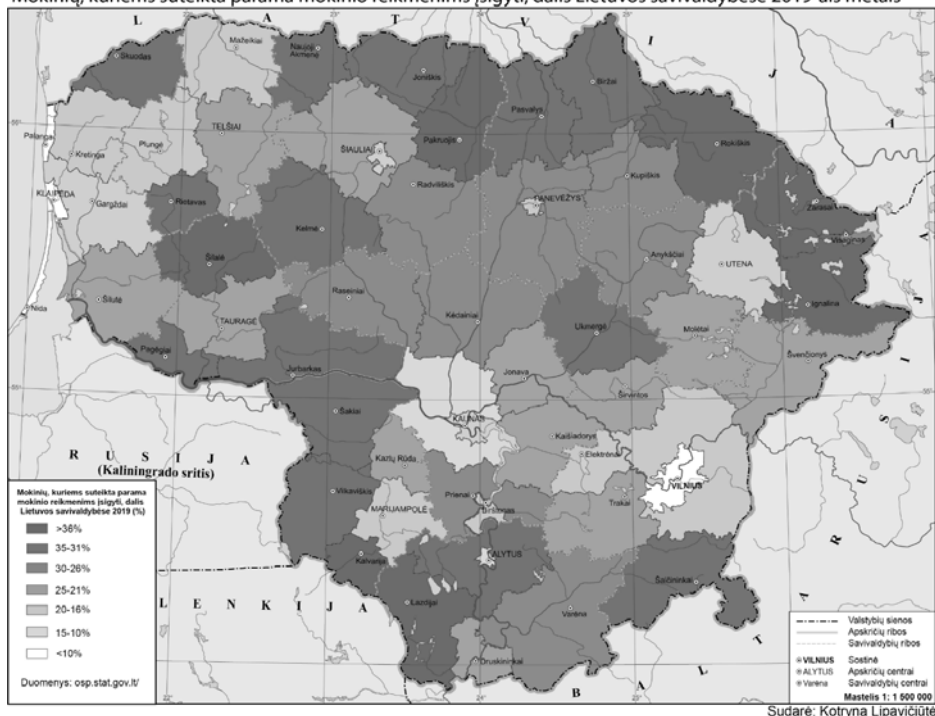 Mokinių, kuriems suteikta parama mokinio reikmenims įsigyti, dalis Lietuvos savivaldybėse 2019-ais metais
L A T V I J A
Skuodas
Mažeikiai
Naujoji Akmenė
Joniškis
Biržai
Pasvalys
Pakruojis
Rokiškis
Palanga
Kretinga
Plungė
TELŠIAI
ŠIAULIAI
Radviliškis
Kupiškis
PANEVĖŽYS
Zarasai
Visaginas
KLAIPĖDA
Gargždai
Rietavas
Kelmė
Anykščiai
UTENA
Ignalina
Šilalė
Šilutė
Nida
TAURAGĖ
Raseiniai
Kėdainiai
Ukmergė
Molėtai
Švenčionys
Pagėgiai
Jurbarkas
Jonava
Širvintos
Šakiai
KAUNAS
Kaišiadorys
Elektrėnai
VILNIUS
R U S I J A
(Kaliningrado sritis)
Kazlų Rūda
Vilkaviškis
Prienai
Birštonas
Trakai
MARIJAMPOLĖ
Kalvarija
ALYTUS
Šalčininkai
Lazdijai
Varėna
Druskininkai
L E N K I J A
B A L T A R U S I J A
Mokinių, kuriems suteikta parama
mokinio reikmenims įsigyti, dalis
Lietuvos savivaldybėse 2019 (%)
>36%
35-31%
30-26%
25-21%
20-16%
15-10%
<10%
Duomenys: osp.stat.gov.lt/
Valstybių sienos
Apskričių ribos
Savivaldybių ribos
VILNIUS Sostinė
ALYTUS Apskričių centrai
Varėna Savivaldybių centrai
Mastelis 1: 1 500 000
Sudarė: Kotryna Lipavičiūtė